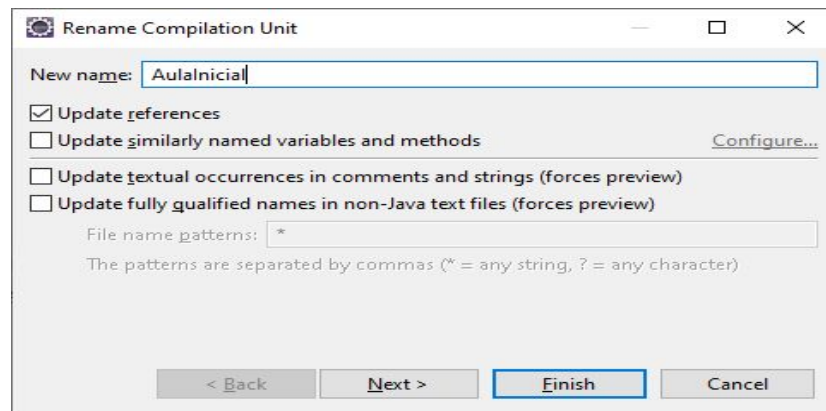 Rename Compilation Unit
New name: AulaInicial
Update references
Update similarly named variables and methods Configure...
Update textual occurrences in comments and strings (forces preview)
Update fully qualified names in non-Java text files (forces preview)
File name patterns: *
The patterns are separated by commas (* = any string, ? = any character)
< Back Next > Finish Cancel